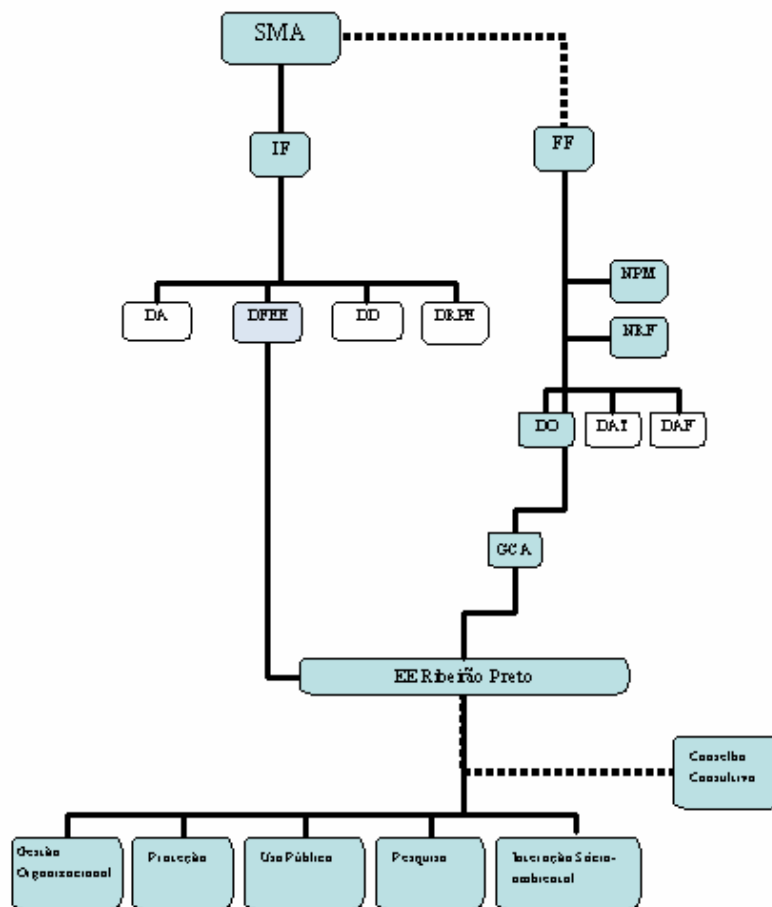 SMA
IF
FF
NPM
NRF
DA
DFEE
DD
DRPE
DO
DAI
DAF
GCA
EE Ribeirão Preto
Conselho
Consultivo
Gestão
Organizacional
Proteção
Uso Público
Pesquisa
Interação Sócio-
ambiental